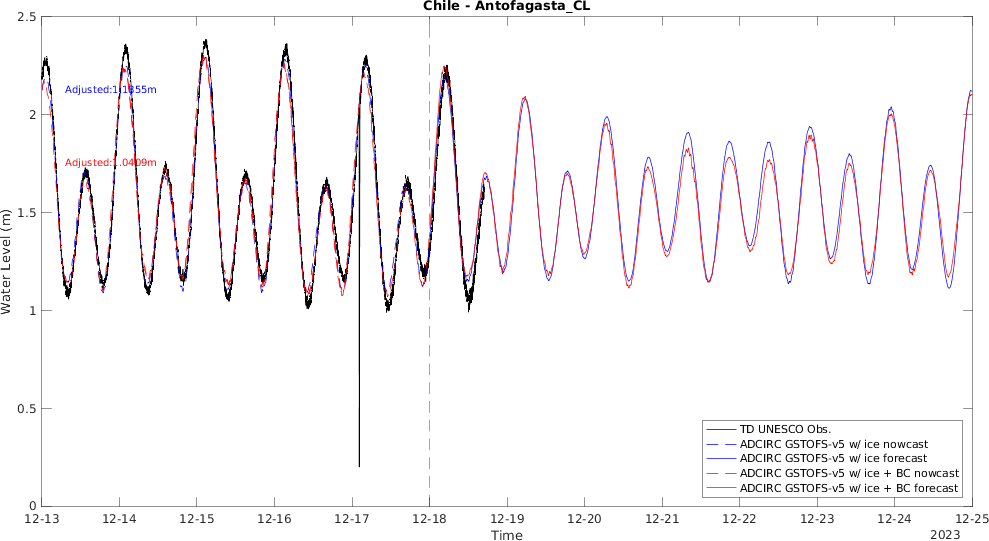 Chile - Antofagasta_CL
2.5
2
1.5
1
0.5
0
Water Level (m)
Adjusted:1.1855m
Adjusted:1.0409m
TD UNESCO Obs.
ADCIRC GSTOFS-v5 w/ ice nowcast
ADCIRC GSTOFS-v5 w/ ice forecast
ADCIRC GSTOFS-v5 w/ ice + BC nowcast
ADCIRC GSTOFS-v5 w/ ice + BC forecast
12-13 12-14 12-15 12-16 12-17 12-18 12-19 12-20 12-21 12-22 12-23 12-24 12-25
Time
2023